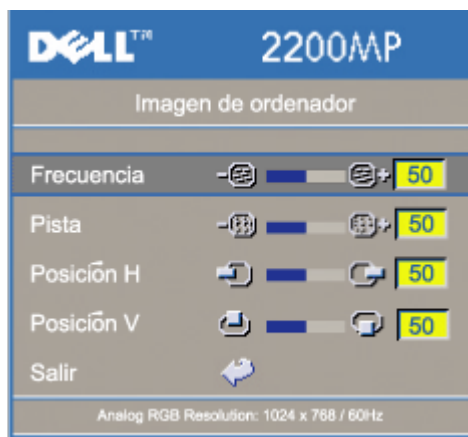 DELL™ 2200MP
Imagen de ordenador
Frecuencia - + 50
Pista - + 50
Posición H 50
Posición V 50
Salir
Analog RGB Resolution: 1024 x 768 / 60Hz